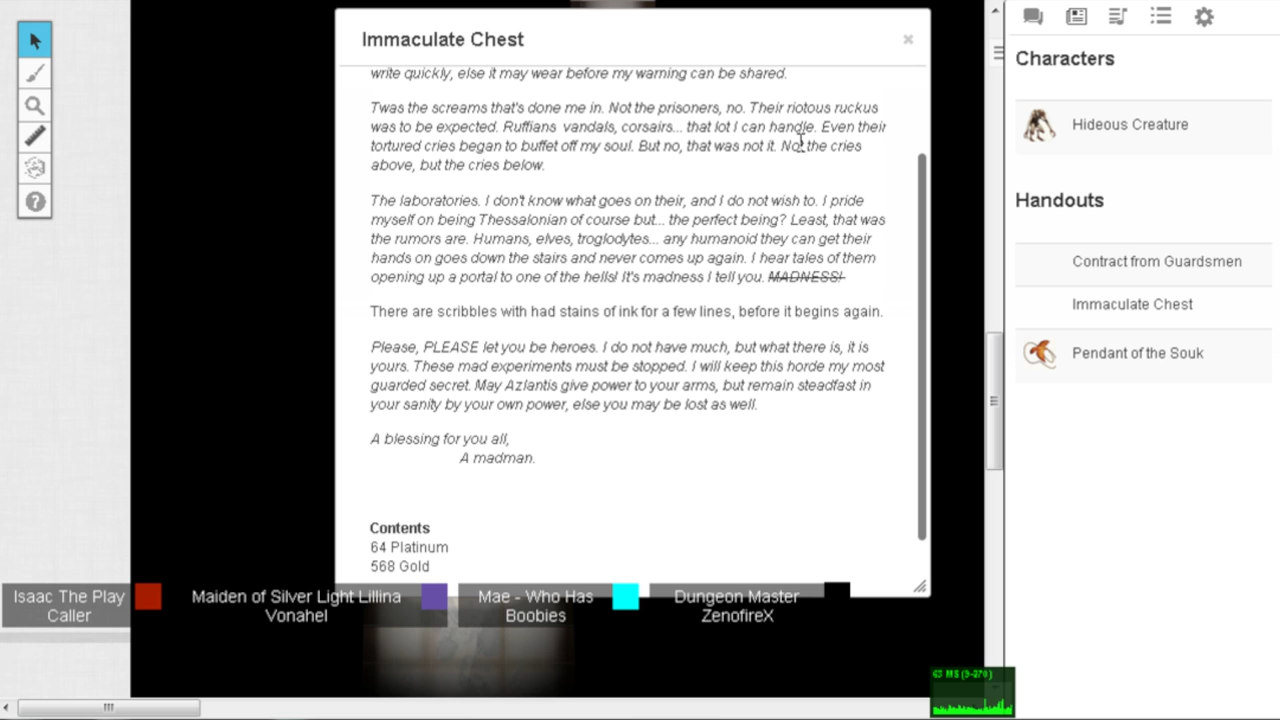 Immaculate Chest
write quickly, else it may wear before my warning can be shared.
Twas the screams that's done me in. Not the prisoners, no. Their riotous ruckus
was to be expected. Ruffians vandals, corsairs... that lot I can handle. Even their
tortured cries began to buffet off my soul. But no, that was not it. No the cries
above, but the cries below.
The laboratories. I don't know what goes on their, and I do not wish to. I pride
myself on being Thessalonian of course but... the perfect being? Least, that was
the rumors are. Humans, elves, troglodytes... any humanoid they can get their
hands on goes down the stairs and never comes up again. I hear tales of them
opening up a portal to one of the hells! It's madness I tell you. MADNESS!
There are scribbles with had stains of ink for a few lines, before it begins again.
Please, PLEASE let you be heroes. I do not have much, but what there is, it is
yours. These mad experiments must be stopped. I will keep this horde my most
guarded secret. May Azlantis give power to your arms, but remain steadfast in
your sanity by your own power, else you may be lost as well.
A blessing for you all,
A madman.
Contents
64 Platinum
568 Gold
Isaac The Play
Caller
Maiden of Silver Light Lillina
Vonahel
Mae - Who Has
Boobies
Dungeon Master
ZenofireX
Characters
Hideous Creature
Handouts
Contract from Guardsmen
Immaculate Chest
Pendant of the Souk